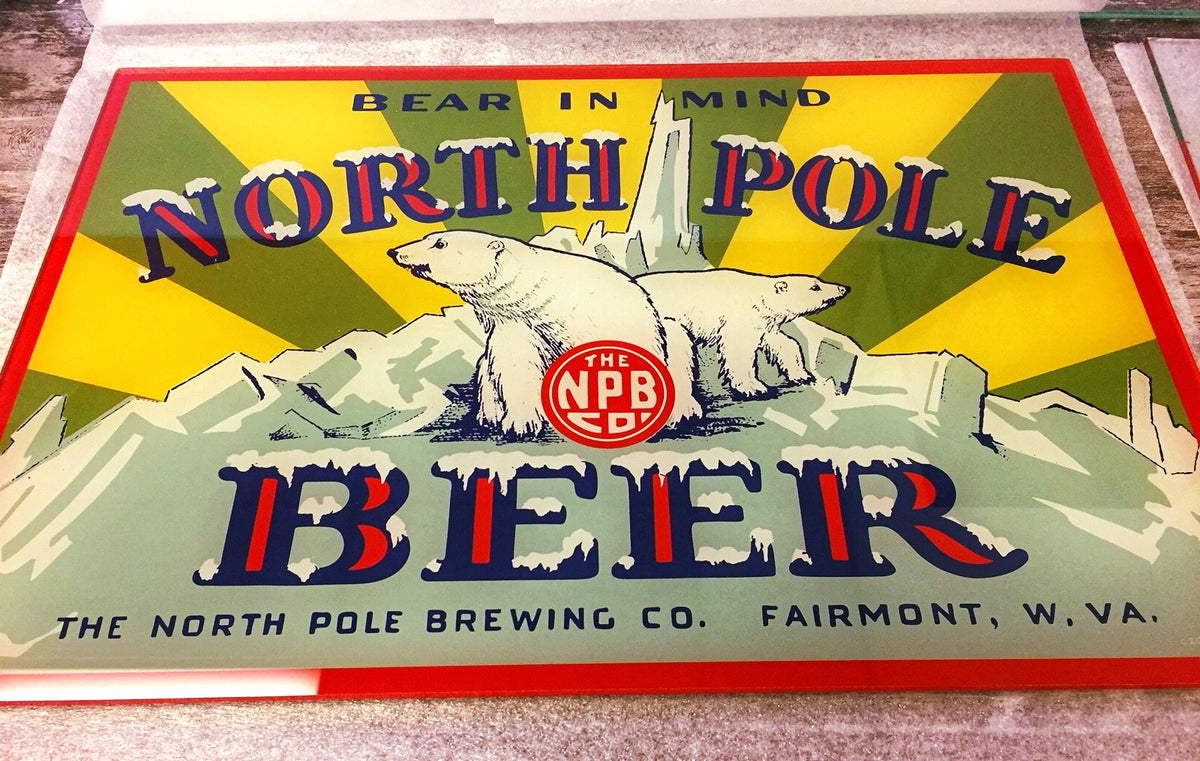 BEAR IN MIND
NORTH POLE
THE
NPB
CO.
BEER
THE NORTH POLE BREWING CO. FAIRMONT, W. VA.